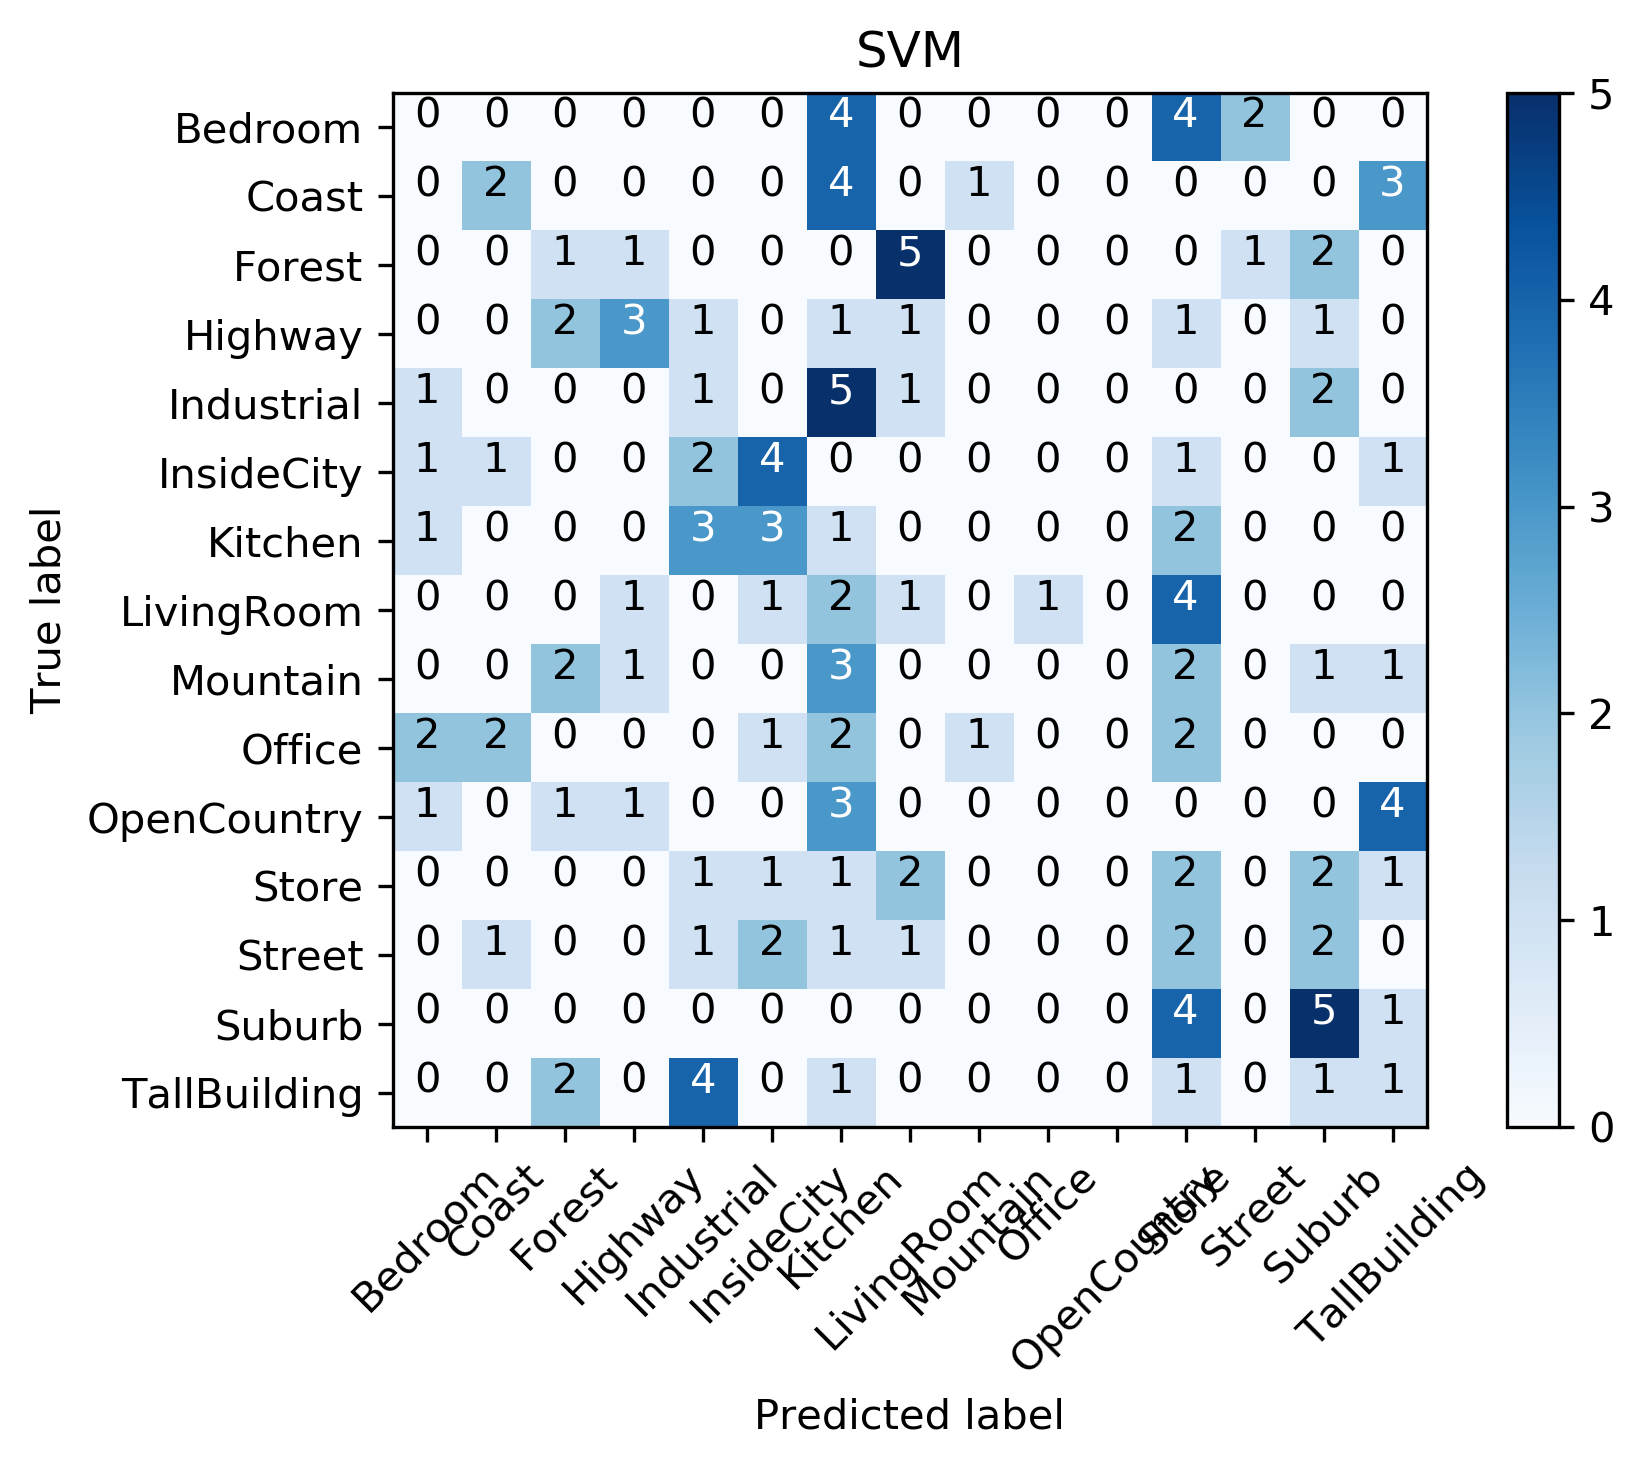 SVM
Bedroom 0 0 0 0 0 0 4 0 0 0 0 4 2 0 0
Coast 0 2 0 0 0 0 4 0 1 0 0 0 0 0 3
Forest 0 0 1 1 0 0 0 5 0 0 0 0 1 2 0
Highway 0 0 2 3 1 0 1 1 0 0 0 1 0 1 0
Industrial 1 0 0 0 1 0 5 1 0 0 0 0 0 2 0
InsideCity 1 1 0 0 2 4 0 0 0 0 0 1 0 0 1
Kitchen 1 0 0 0 3 3 1 0 0 0 0 2 0 0 0
LivingRoom 0 0 0 1 0 1 2 1 0 1 0 4 0 0 0
Mountain 0 0 2 1 0 0 3 0 0 0 0 2 0 1 1
Office 2 2 0 0 0 1 2 0 1 0 0 2 0 0 0
OpenCountry 1 0 1 1 0 0 3 0 0 0 0 0 0 0 4
Store 0 0 0 0 1 1 1 2 0 0 0 2 0 2 1
Street 0 1 0 0 1 2 1 1 0 0 0 2 0 2 0
Suburb 0 0 0 0 0 0 0 0 0 0 0 4 0 5 1
TallBuilding 0 0 2 0 4 0 1 0 0 0 0 1 0 1 1
True label
Bedroom
Coast
Forest
Highway
Industrial
InsideCity
Kitchen
LivingRoom
Mountain
Office
OpenCountry
Store
Street
Suburb
TallBuilding
Predicted label
5
4
3
2
1
0